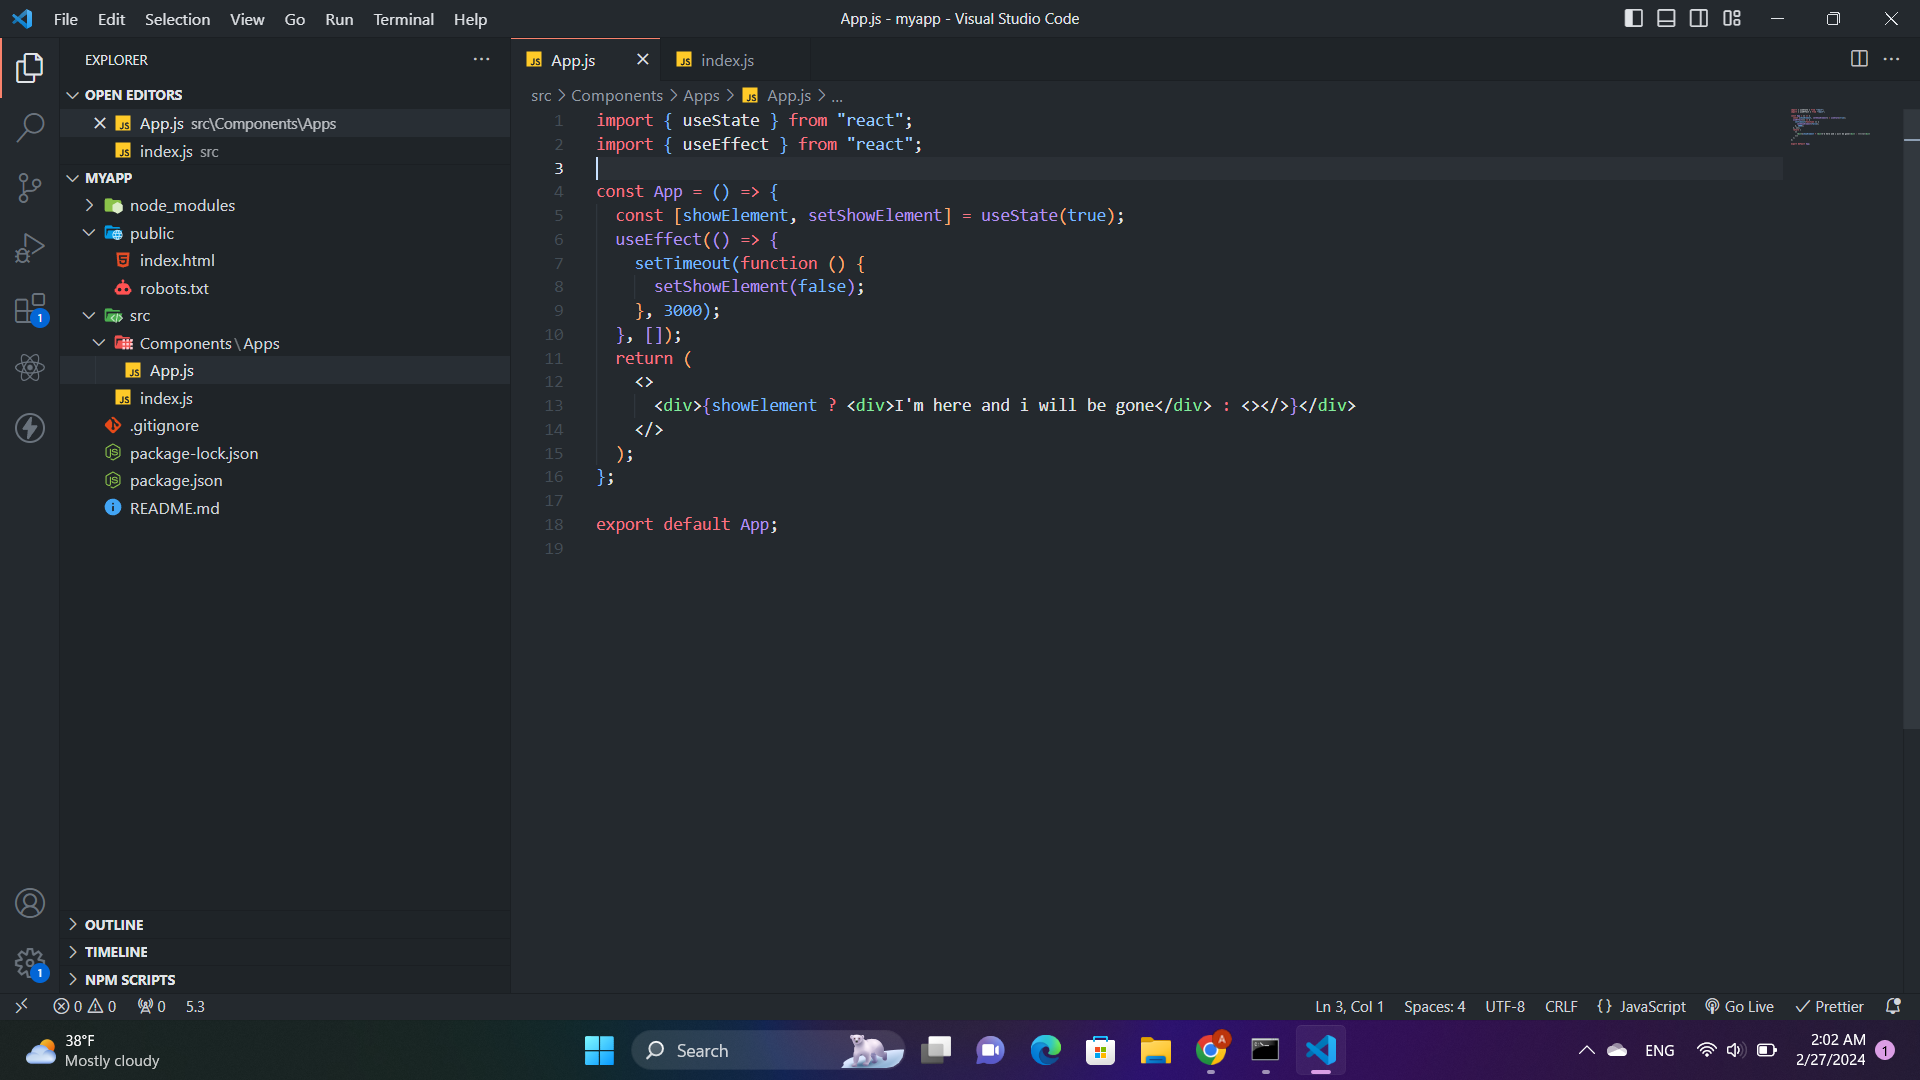 File Edit Selection View Go Run Terminal Help
App.js - myapp - Visual Studio Code
EXPLORER
OPEN EDITORS
App.js src\Components\Apps
index.js src
MYAPP
node_modules
public
index.html
robots.txt
src
Components\Apps
App.js
index.js
.gitignore
package-lock.json
package.json
README.md
OUTLINE
TIMELINE
NPM SCRIPTS
App.js
index.js
src > Components > Apps > App.js > ...
1 import { useState } from "react";
2 import { useEffect } from "react";
3
4 const App = () => {
5 const [showElement, setShowElement] = useState(true);
6 useEffect(() => {
7 setTimeout(function () {
8 setShowElement(false);
9 }, 3000);
10 }, []);
11 return (
12 <>
13 <div>{showElement ? <div>I'm here and i will be gone</div> : <></>}</div>
14 </>
15 );
16 };
17
18 export default App;
19
0 0 0 5.3
Ln 3, Col 1 Spaces: 4 UTF-8 CRLF {} JavaScript Go Live Prettier
38°F
Mostly cloudy
Search
ENG
2:02 AM
2/27/2024
1
1
1